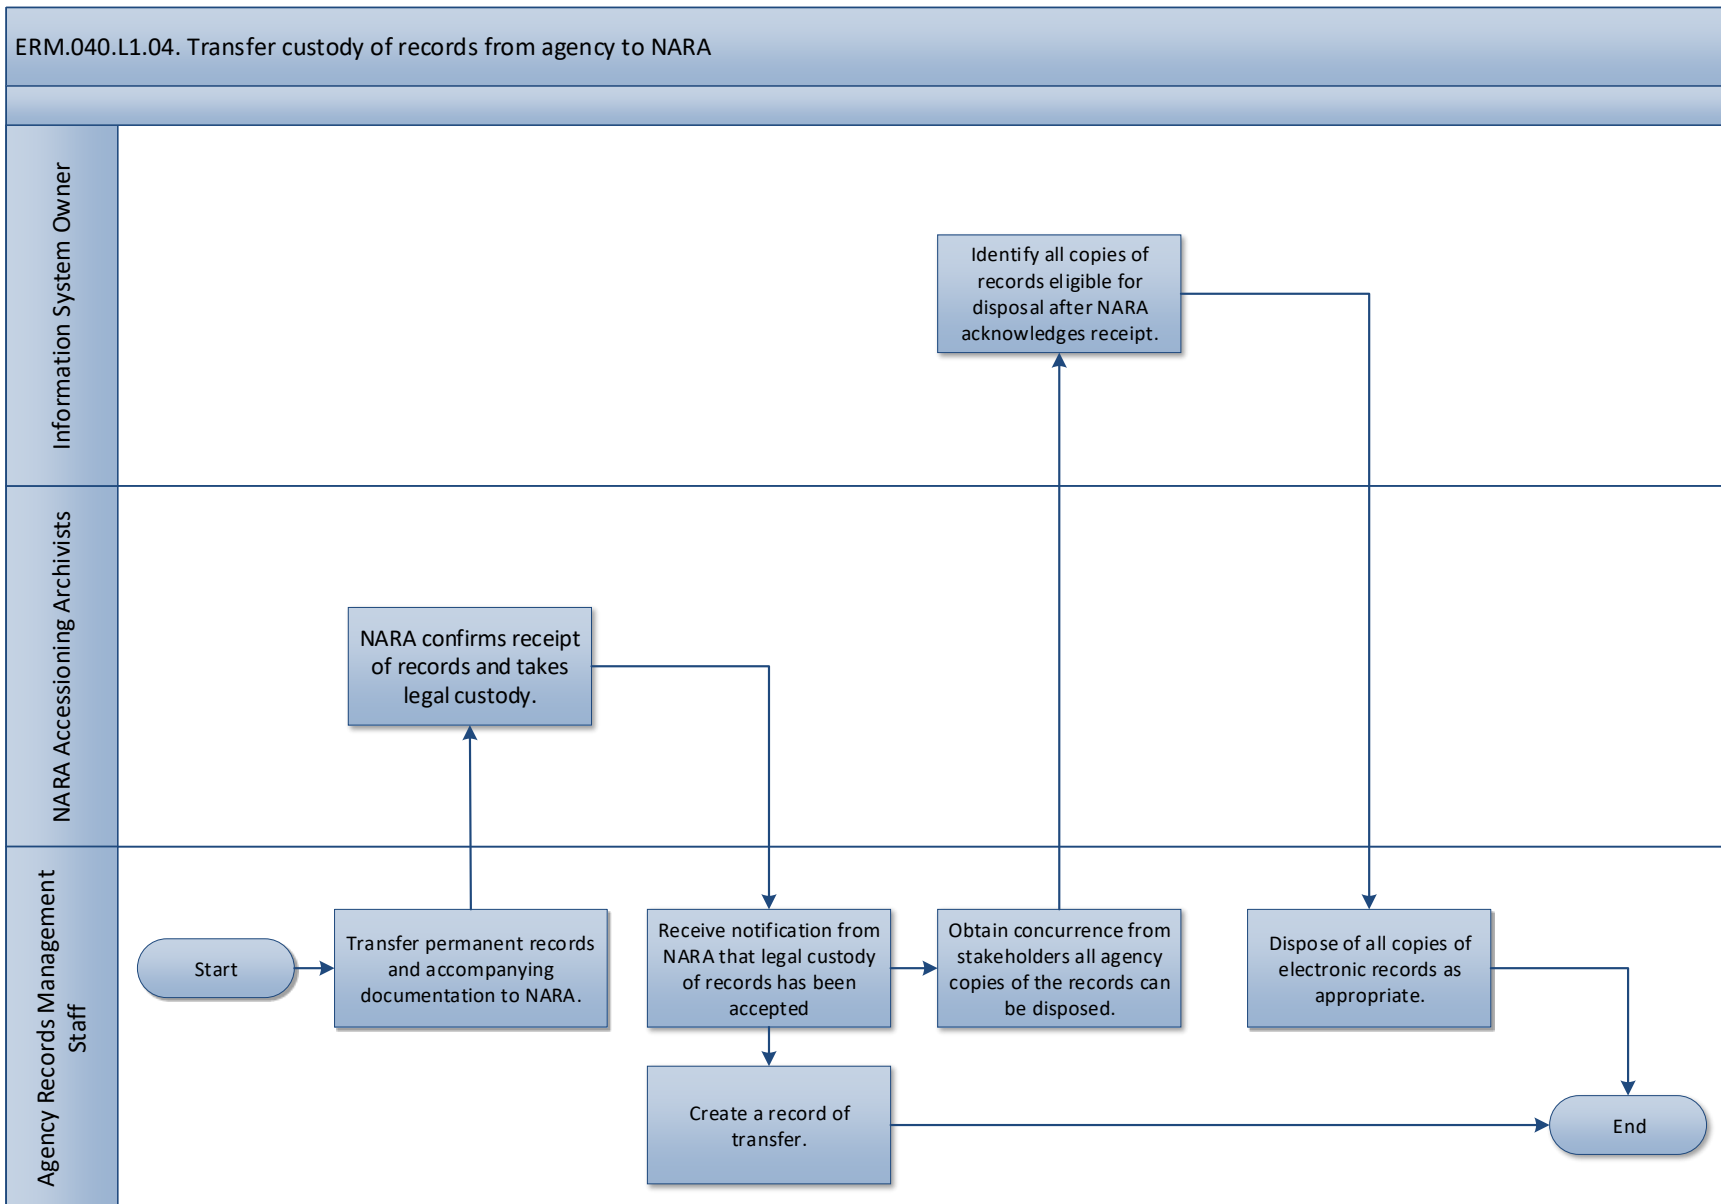 ERM.040.L1.04. Transfer custody of records from agency to NARA
Information System Owner
Identify all copies of
records eligible for
disposal after NARA
acknowledges receipt.
NARA Accessioning Archivists
NARA confirms receipt
of records and takes
legal custody.
Agency Records Management
Staff
Start
Transfer permanent records
and accompanying
documentation to NARA.
Receive notification from
NARA that legal custody
of records has been
accepted
Obtain concurrence from
stakeholders all agency
copies of the records can
be disposed.
Dispose of all copies of
electronic records as
appropriate.
Create a record of
transfer.
End